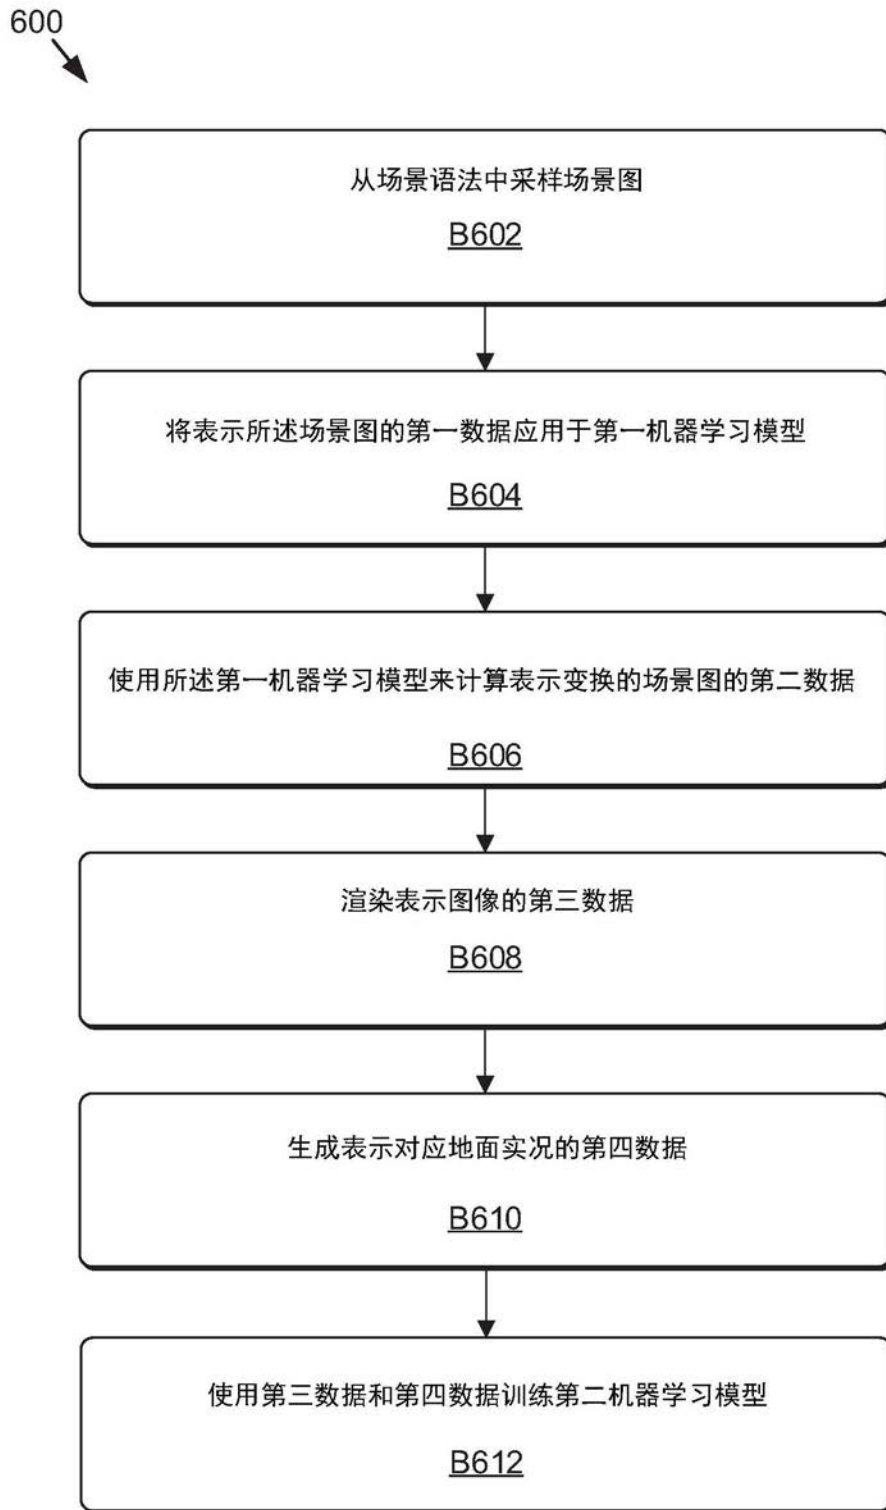 600
从场景语法中采样场景图
B602
将表示所述场景图的第一数据应用于第一机器学习模型
B604
使用所述第一机器学习模型来计算表示变换的场景图的第二数据
B606
渲染表示图像的第三数据
B608
生成表示对应地面实况的第四数据
B610
使用第三数据和第四数据训练第二机器学习模型
B612